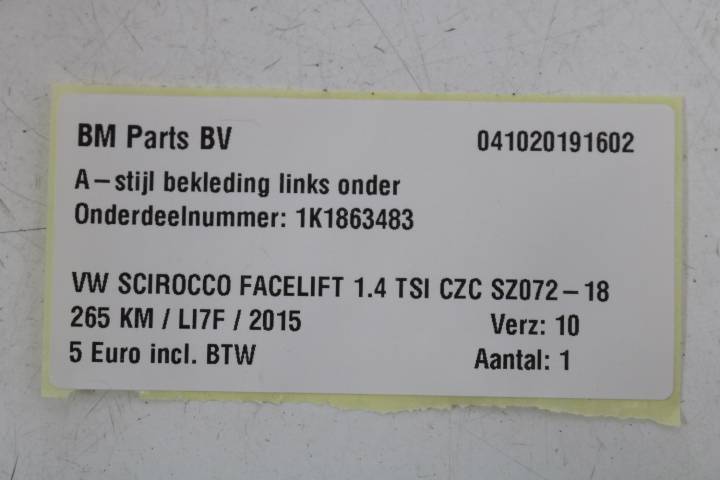 BM Parts BV 041020191602
A-stijl bekleding links onder
Onderdeelnummer: 1K1863483
VW SCIROCCO FACELIFT 1.4 TSI CZC SZ072-18
265 KM / LI7F / 2015 Verz: 10
5 Euro incl. BTW Aantal: 1